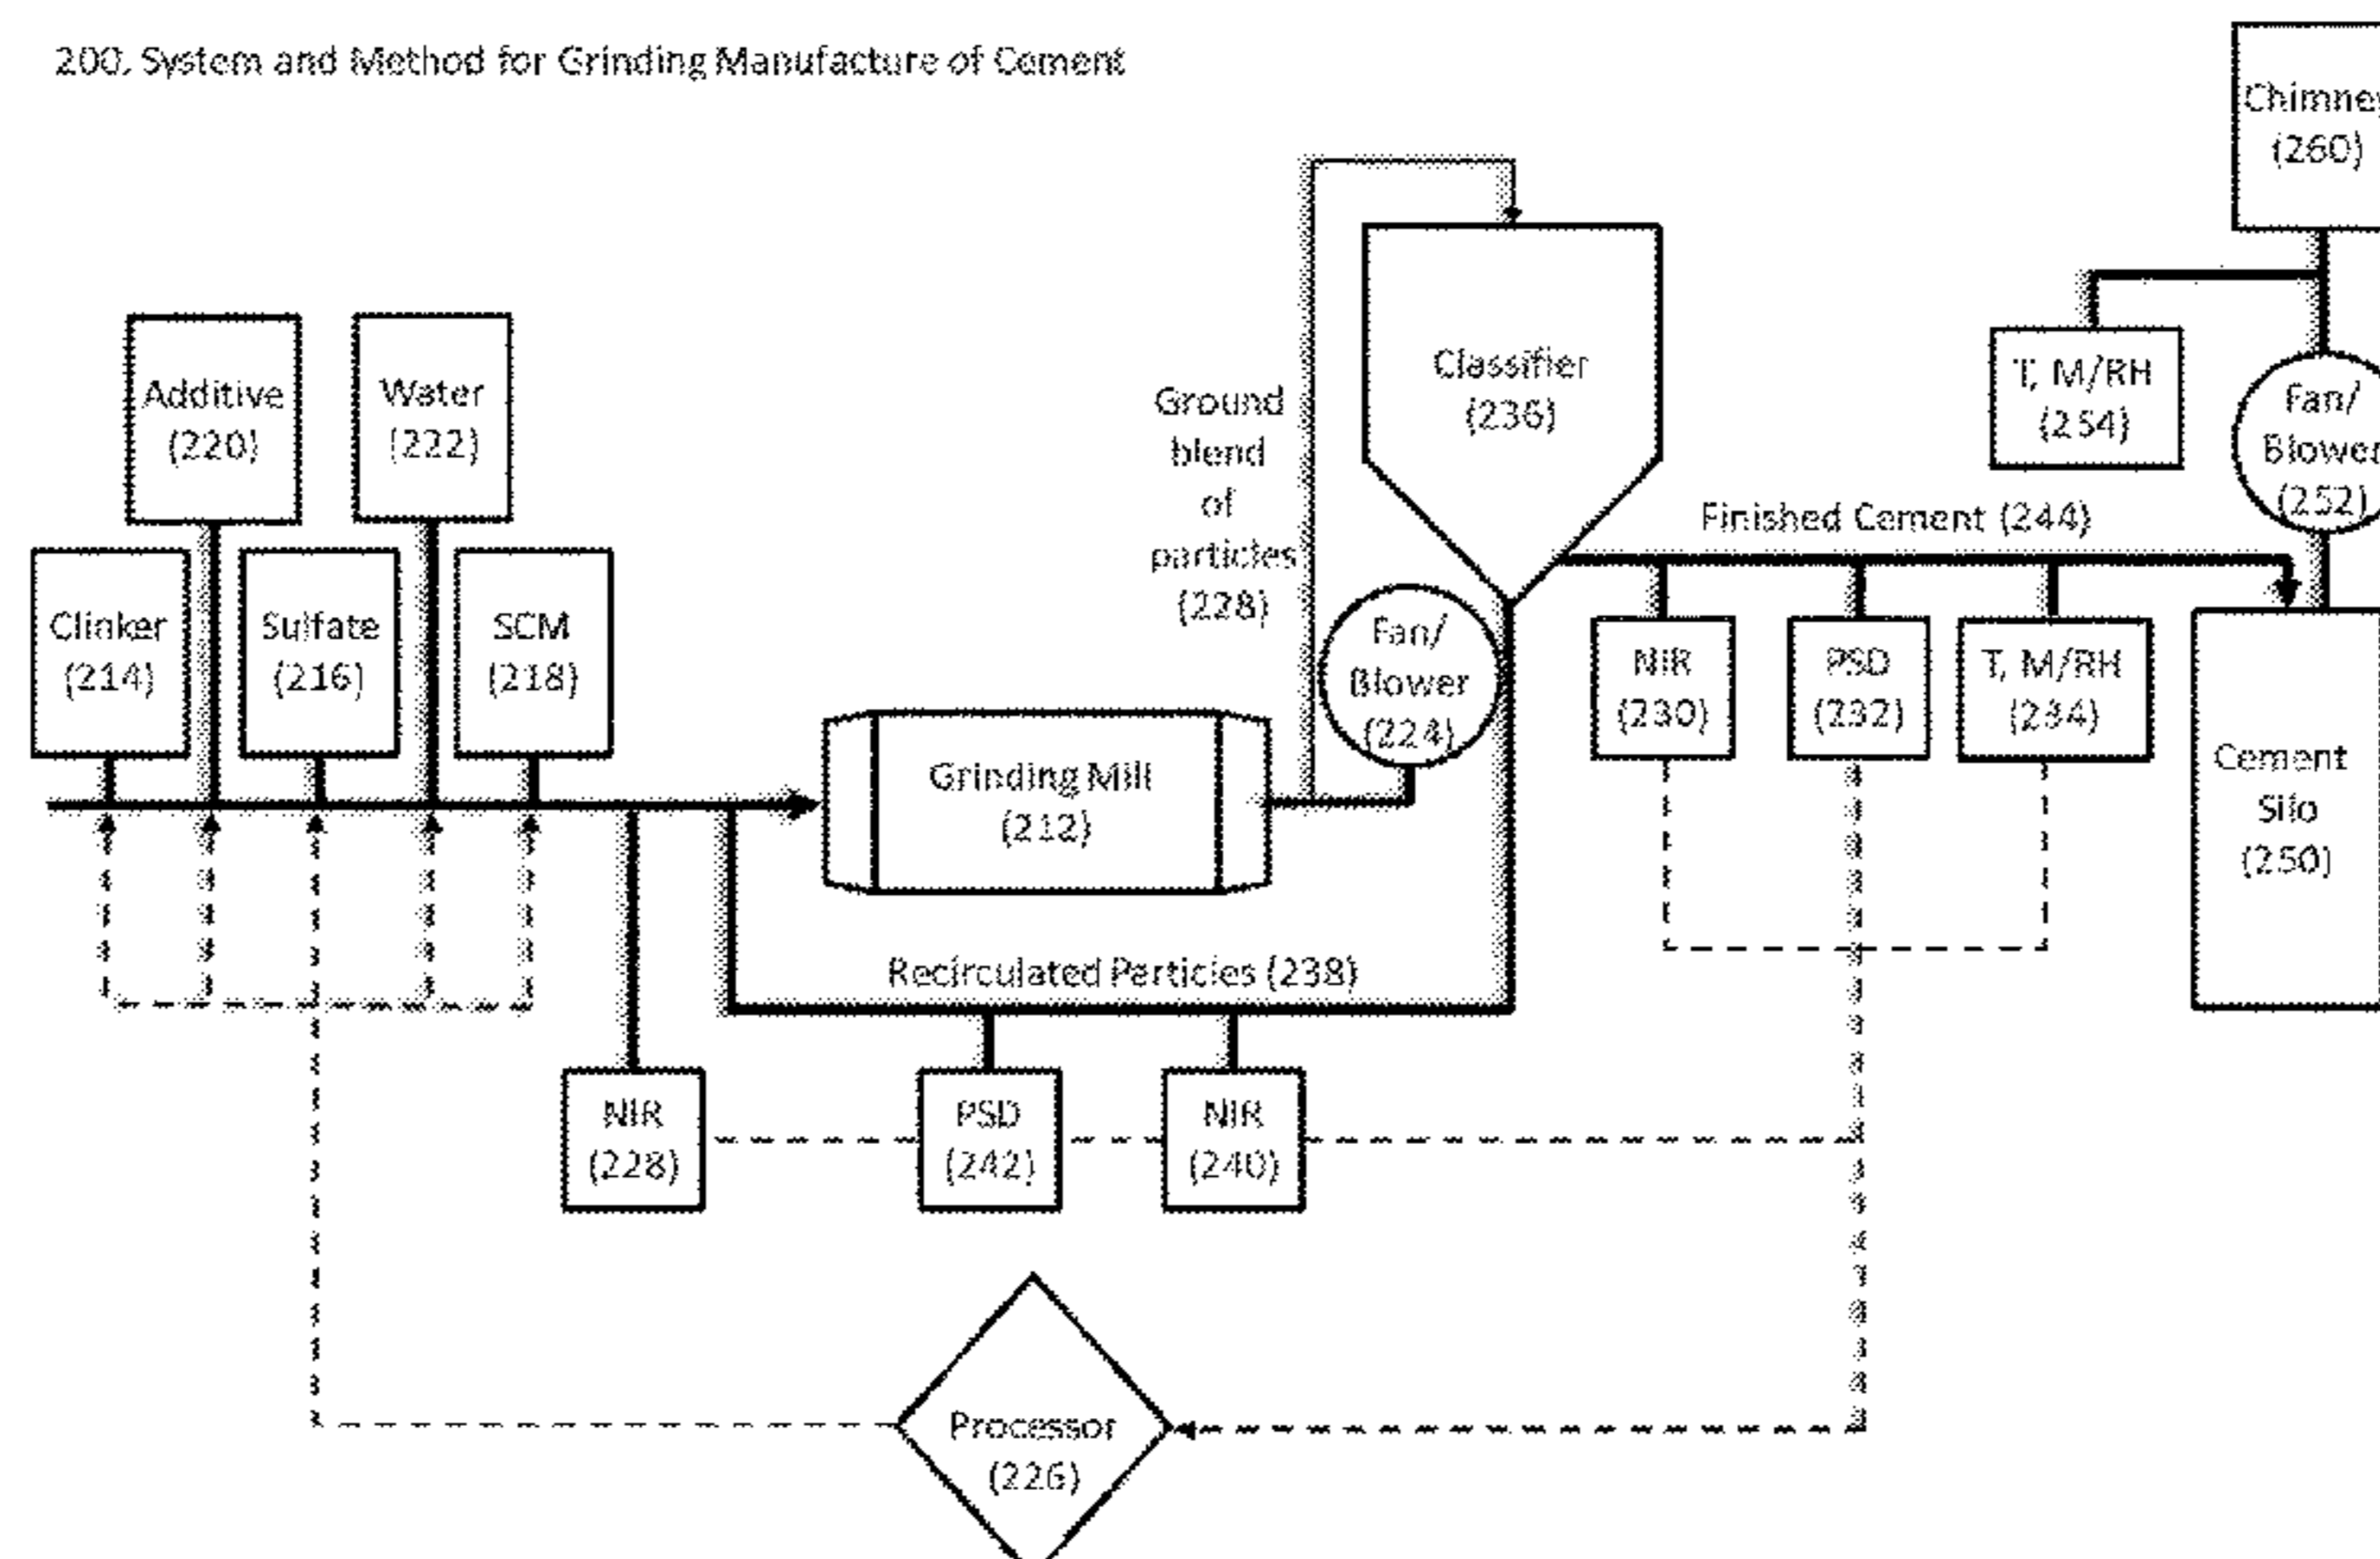 200. System and Method for Grinding Manufacture of Cement
Chimney
(260)
Additive
(220)
Water
(222)
Clinker
(214)
Sulfate
(216)
SCM
(218)
Ground
blend
of
particles
(228)
Classifier
(236)
T, M/RH
(254)
Fan/
Blower
(252)
Finished Cement (244)
Fan/
Blower
(224)
NIR
(230)
PSD
(232)
T, M/RH
(234)
Grinding Mill
(212)
Cement
Silo
(250)
Recirculated Particles (238)
NIR
(228)
PSD
(242)
NIR
(240)
Processor
(226)